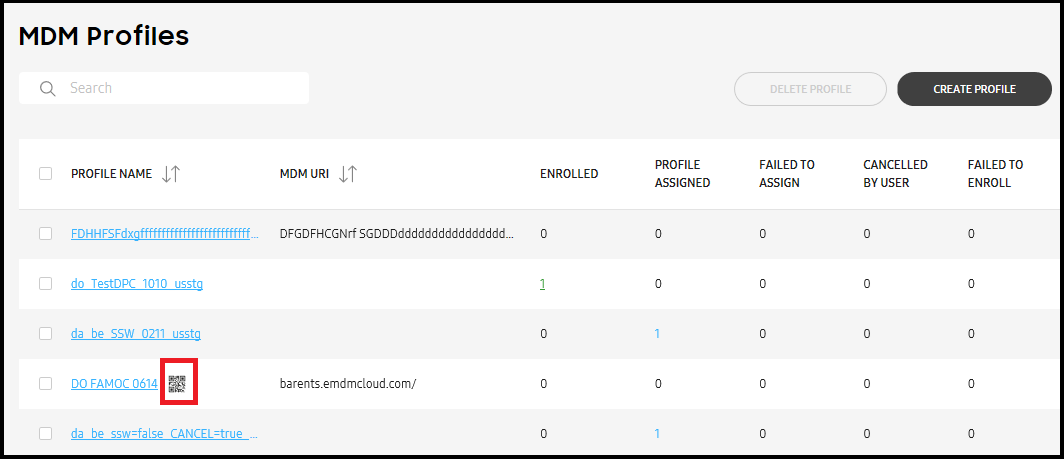 MDM Profiles
Search
DELETE PROFILE
CREATE PROFILE
PROFILE NAME MDM URI ENROLLED PROFILE ASSIGNED FAILED TO ASSIGN CANCELLED BY USER FAILED TO ENROLL
FDHHFSFdxgffffffffffffffffffffffffff... DFGDFHCGNrf SGDDDdddddddddddddddd... 0 0 0 0 0
do_TestDPC_1010_usstg 1 0 0 0 0
da_be_SSW_0211_usstg 0 1 0 0 0
DO FAMOC 0614 barents.emdmcloud.com/ 0 0 0 0 0
da_be_ssw=false_CANCEL=true_... 0 1 0 0 0